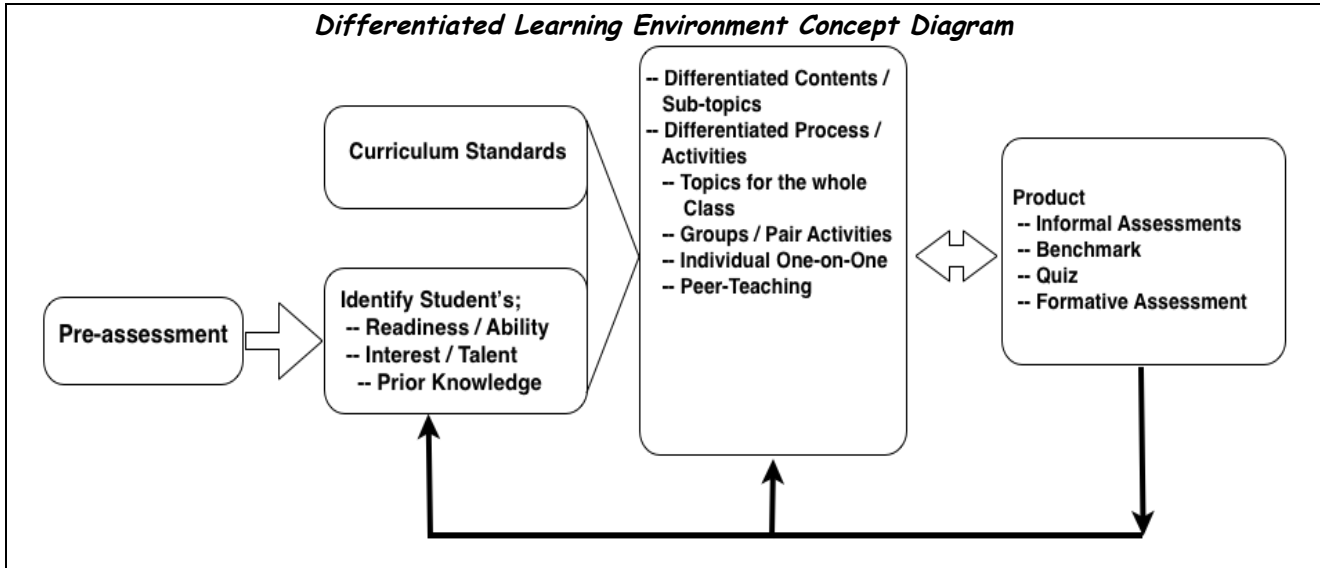 Differentiated Learning Environment Concept Diagram
Curriculum Standards
Pre-assessment
Identify Student's;
-- Readiness / Ability
-- Interest / Talent
-- Prior Knowledge
-- Differentiated Contents /
Sub-topics
-- Differentiated Process /
Activities
-- Topics for the whole
Class
-- Groups / Pair Activities
-- Individual One-on-One
-- Peer-Teaching
Product
-- Informal Assessments
-- Benchmark
-- Quiz
-- Formative Assessment